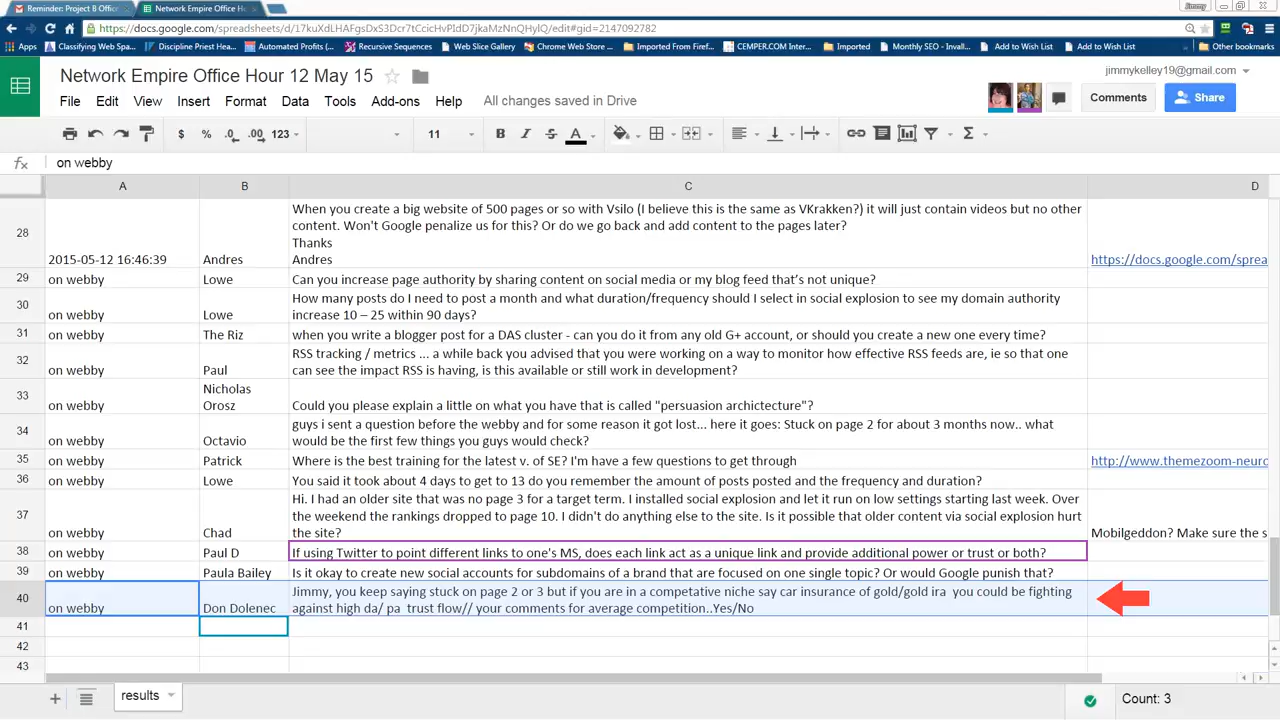 Reminder: Project B Offic
Network Empire Office H
Jimmy
https://docs.google.com/spreadsheets/d/17kuXdLHAFgsDxS3Dcr7tCcicHvPIdD7jkaMzNnQHylQ/edit#gid=2147092782
Apps Classifying Web Spa... Discipline Priest Hea... Automated Profits (... Recursive Sequences Web Slice Gallery Chrome Web Store ... Imported From Firef... CEMPER.COM Inter... Imported Monthly SEO - Invall... Add to Wish List Add to Wish List Other bookmarks
Network Empire Office Hour 12 May 15
jimmykelley19@gmail.com
File Edit View Insert Format Data Tools Add-ons Help All changes saved in Drive
Comments Share
$ % .0 .00 123 11 B I S A Σ
fx on webby
A B C D
28 2015-05-12 16:46:39 Andres
When you create a big website of 500 pages or so with Vsilo (I believe this is the same as VKrakken?) it will just contain videos but no other
content. Won't Google penalize us for this? Or do we go back and add content to the pages later?
Thanks
Andres
https://docs.google.com/sprea
29 on webby Lowe Can you increase page authority by sharing content on social media or my blog feed that's not unique?
30 on webby Lowe How many posts do I need to post a month and what duration/frequency should I select in social explosion to see my domain authority
increase 10 – 25 within 90 days?
31 on webby The Riz when you write a blogger post for a DAS cluster - can you do it from any old G+ account, or should you create a new one every time?
32 on webby Paul RSS tracking / metrics ... a while back you advised that you were working on a way to monitor how effective RSS feeds are, ie so that one
can see the impact RSS is having, is this available or still work in development?
33 on webby Nicholas
Orosz Could you please explain a little on what you have that is called "persuasion archictecture"?
34 on webby Octavio guys i sent a question before the webby and for some reason it got lost... here it goes: Stuck on page 2 for about 3 months now.. what
would be the first few things you guys would check?
35 on webby Patrick Where is the best training for the latest v. of SE? I'm have a few questions to get through http://www.themezoom-neuro
36 on webby Lowe You said it took about 4 days to get to 13 do you remember the amount of posts posted and the frequency and duration?
37 on webby Chad Hi. I had an older site that was no page 3 for a target term. I installed social explosion and let it run on low settings starting last week. Over
the weekend the rankings dropped to page 10. I didn't do anything else to the site. Is it possible that older content via social explosion hurt
the site? Mobilgeddon? Make sure the s
38 on webby Paul D If using Twitter to point different links to one's MS, does each link act as a unique link and provide additional power or trust or both?
39 on webby Paula Bailey Is it okay to create new social accounts for subdomains of a brand that are focused on one single topic? Or would Google punish that?
40 on webby Don Dolenec Jimmy, you keep saying stuck on page 2 or 3 but if you are in a competative niche say car insurance of gold/gold ira you could be fighting
against high da/ pa trust flow// your comments for average competition..Yes/No
41
42
43
results
Count: 3